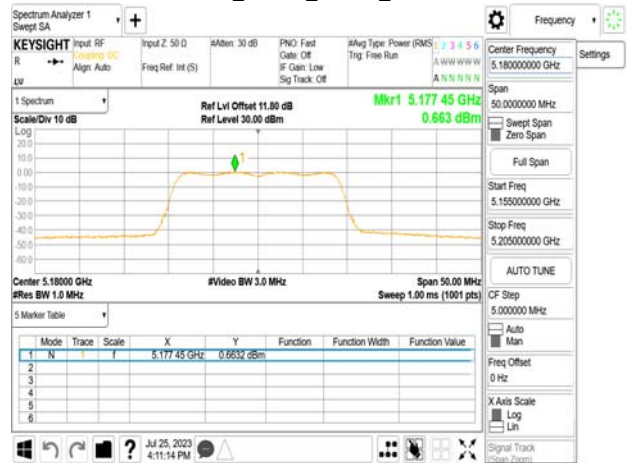 Spectrum Analyzer 1
Swept SA
+
Frequency
KEYSIGHT
R
Input: RF
Coupling: DC
Align: Auto
Input Z: 50 Ω
Freq Ref: Int (S)
#Atten: 30 dB
PNO: Fast
Gate: Off
IF Gain: Low
Sig Track: Off
#Avg Type: Power (RMS
Trig: Free Run
1 2 3 4 5 6
A W W W W W
A N N N N N
Settings
Center Frequency
5.180000000 GHz
Span
50.0000000 MHz
Swept Span
Zero Span
Full Span
Start Freq
5.155000000 GHz
Stop Freq
5.205000000 GHz
AUTO TUNE
CF Step
5.000000 MHz
Auto
Man
Freq Offset
0 Hz
X Axis Scale
Log
Lin
Signal Track
(Span Zoom)
1 Spectrum
Scale/Div 10 dB
Ref Lvl Offset 11.80 dB
Ref Level 30.00 dBm
Mkr1 5.177 45 GHz
0.663 dBm
Log
20.0
10.0
0.00
-10.0
-20.0
-30.0
-40.0
-50.0
-60.0
1
Center 5.18000 GHz
#Res BW 1.0 MHz
#Video BW 3.0 MHz
Span 50.00 MHz
Sweep 1.00 ms (1001 pts)
5 Marker Table
Mode Trace Scale X Y Function Function Width Function Value
1 N 1 f 5.177 45 GHz 0.6632 dBm
2
3
4
5
6
?
Jul 25, 2023
4:11:14 PM